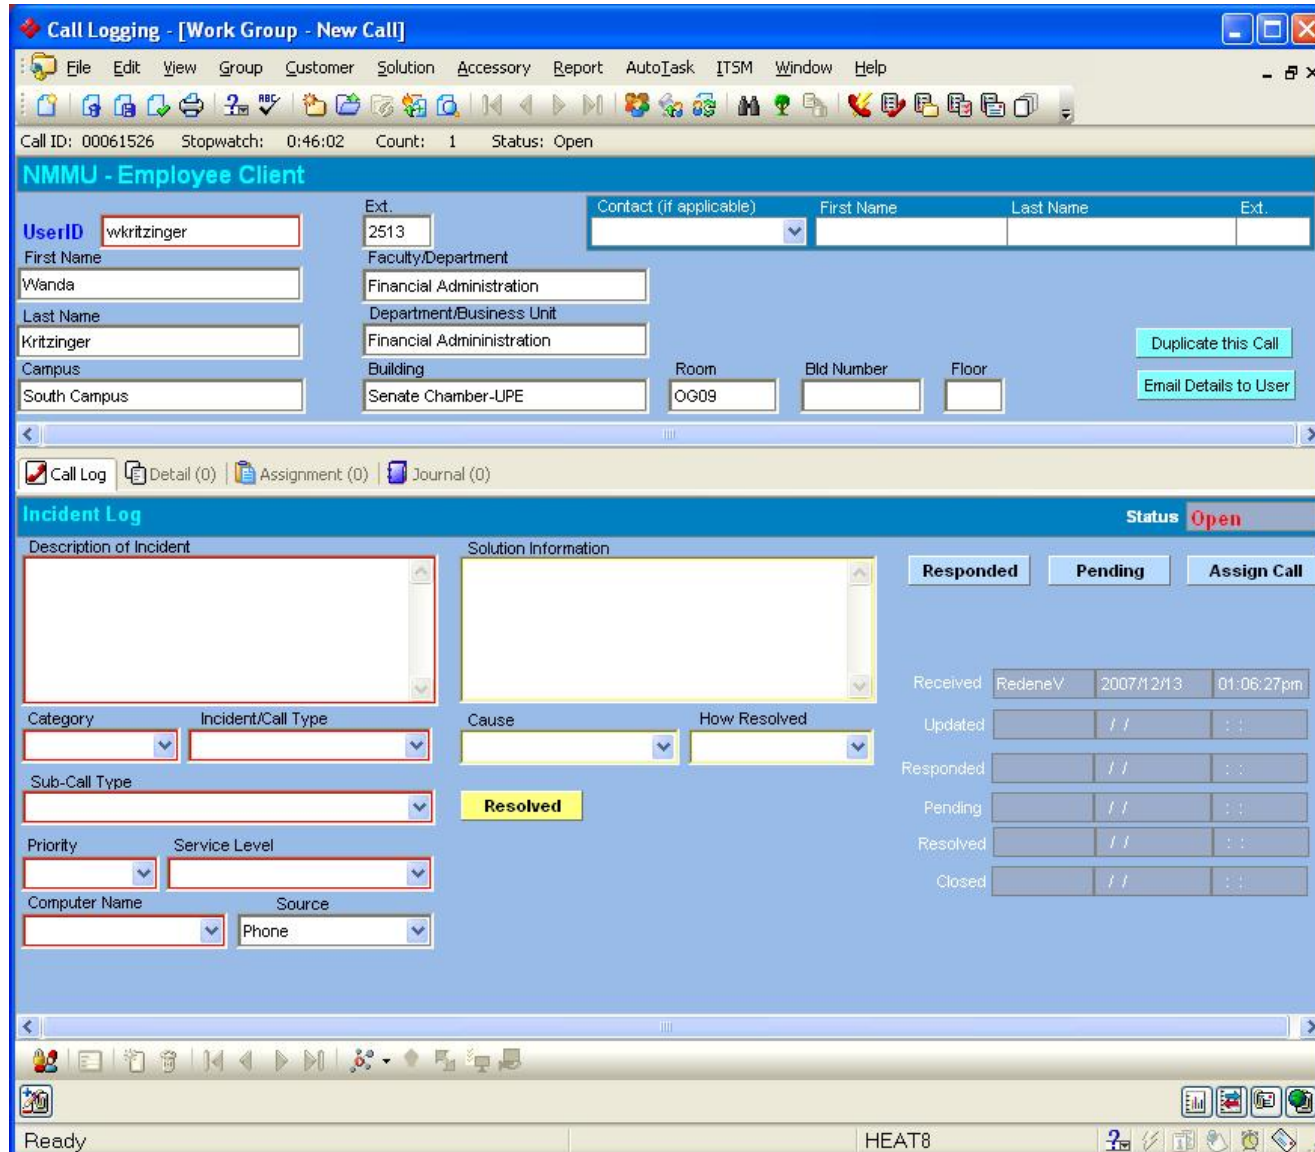 Call Logging - [Work Group - New Call]
File Edit View Group Customer Solution Accessory Report AutoTask ITSM Window Help
Call ID: 00061526 Stopwatch: 0:46:02 Count: 1 Status: Open
NMMU - Employee Client
Ext. Contact (if applicable) First Name Last Name Ext.
UserID wkritzinger 2513
First Name Faculty/Department
Wanda Financial Administration
Last Name Department/Business Unit
Kritzinger Financial Admininistration
Duplicate this Call
Campus Building Room Bld Number Floor
South Campus Senate Chamber-UPE OG09 Email Details to User
Call Log Detail (0) Assignment (0) Journal (0)
Incident Log Status Open
Description of Incident Solution Information
Responded Pending Assign Call
Received RedeneV 2007/12/13 01:06:27pm
Category Incident/Call Type Cause How Resolved
Updated / / : :
Responded / / : :
Sub-Call Type
Resolved Pending / / : :
Priority Service Level Resolved / / : :
Closed / / : :
Computer Name Source
Phone
Ready HEAT8